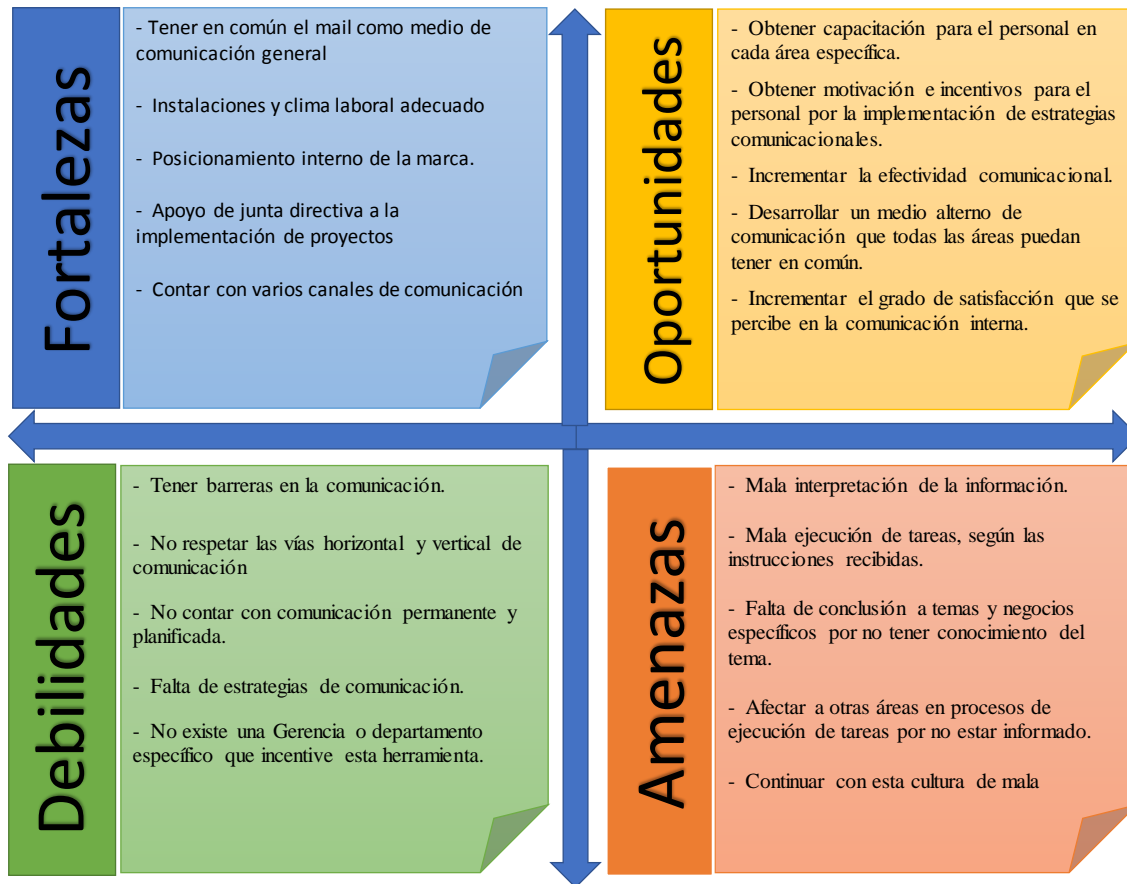 Fortalezas
- Tener en común el mail como medio de
comunicación general
- Instalaciones y clima laboral adecuado
- Posicionamiento interno de la marca.
- Apoyo de junta directiva a la
implementación de proyectos
- Contar con varios canales de comunicación
Oportunidades
- Obtener capacitación para el personal en
cada área específica.
- Obtener motivación e incentivos para el
personal por la implementación de estrategias
comunicacionales.
- Incrementar la efectividad comunicacional.
- Desarrollar un medio alterno de
comunicación que todas las áreas puedan
tener en común.
- Incrementar el grado de satisfacción que se
percibe en la comunicación interna.
Debilidades
- Tener barreras en la comunicación.
- No respetar las vías horizontal y vertical de
comunicación
- No contar con comunicación permanente y
planificada.
- Falta de estrategias de comunicación.
- No existe una Gerencia o departamento
específico que incentive esta herramienta.
Amenazas
- Mala interpretación de la información.
- Mala ejecución de tareas, según las
instrucciones recibidas.
- Falta de conclusión a temas y negocios
específicos por no tener conocimiento del
tema.
- Afectar a otras áreas en procesos de
ejecución de tareas por no estar informado.
- Continuar con esta cultura de mala